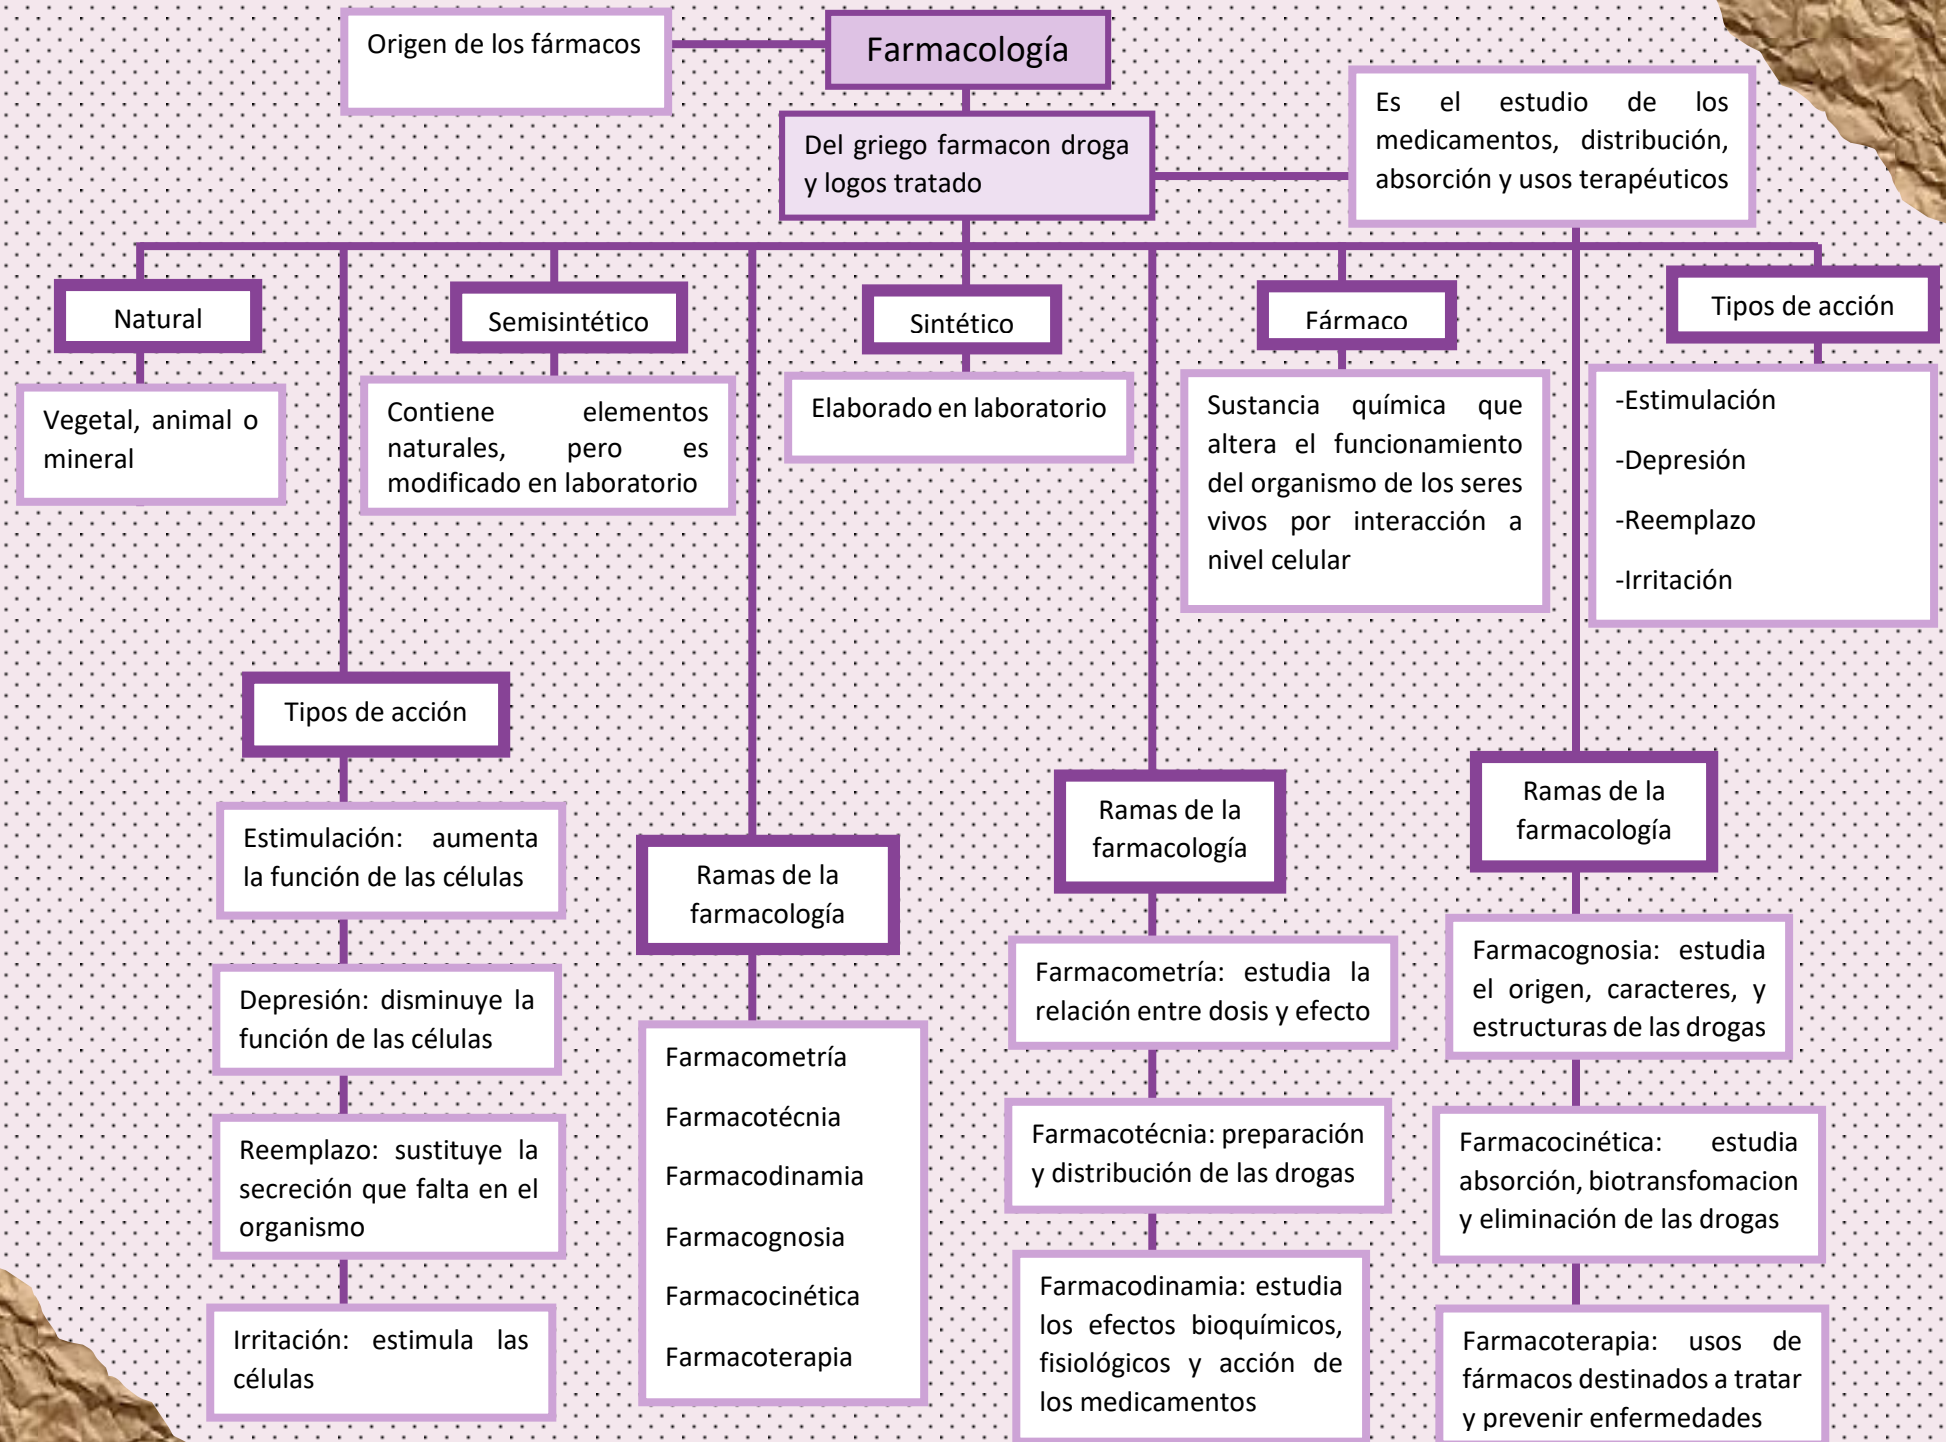 Origen de los fármacos
Farmacología
Del griego farmacon droga
y logos tratado
Es el estudio de los
medicamentos, distribución,
absorción y usos terapéuticos
Natural
Vegetal, animal o
mineral
Semisintético
Contiene elementos
naturales, pero es
modificado en laboratorio
Sintético
Elaborado en laboratorio
Fármaco
Sustancia química que
altera el funcionamiento
del organismo de los seres
vivos por interacción a
nivel celular
Tipos de acción
-Estimulación
-Depresión
-Reemplazo
-Irritación
Tipos de acción
Estimulación: aumenta
la función de las células
Depresión: disminuye la
función de las células
Reemplazo: sustituye la
secreción que falta en el
organismo
Irritación: estimula las
células
Ramas de la
farmacología
Farmacometría
Farmacotécnia
Farmacodinamia
Farmacognosia
Farmacocinética
Farmacoterapia
Ramas de la
farmacología
Farmacometría: estudia la
relación entre dosis y efecto
Farmacotécnia: preparación
y distribución de las drogas
Farmacodinamia: estudia
los efectos bioquímicos,
fisiológicos y acción de
los medicamentos
Ramas de la
farmacología
Farmacognosia: estudia
el origen, caracteres, y
estructuras de las drogas
Farmacocinética: estudia
absorción, biotransfomacion
y eliminación de las drogas
Farmacoterapia: usos de
fármacos destinados a tratar
y prevenir enfermedades